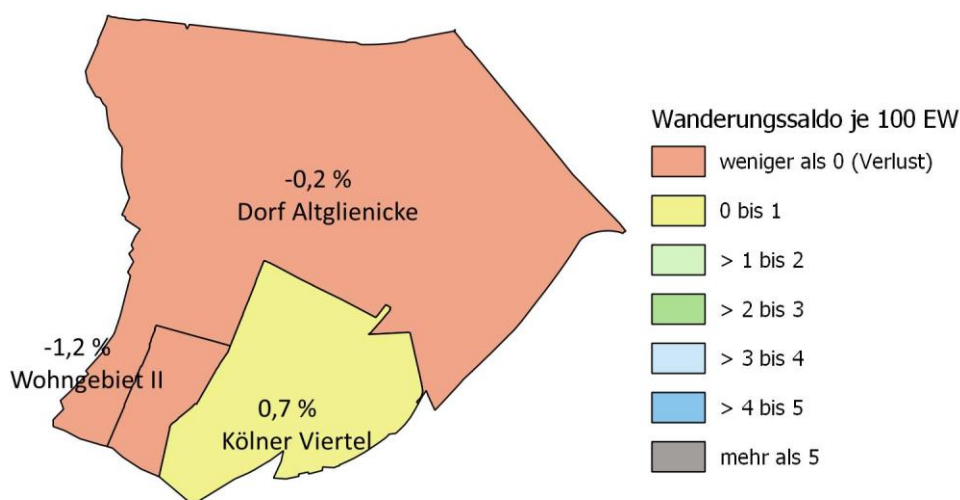 -0,2 %
Dorf Altglienicke
-1,2 %
Wohngebiet II
0,7 %
Kölner Viertel
Wanderungssaldo je 100 EW
weniger als 0 (Verlust)
0 bis 1
> 1 bis 2
> 2 bis 3
> 3 bis 4
> 4 bis 5
mehr als 5